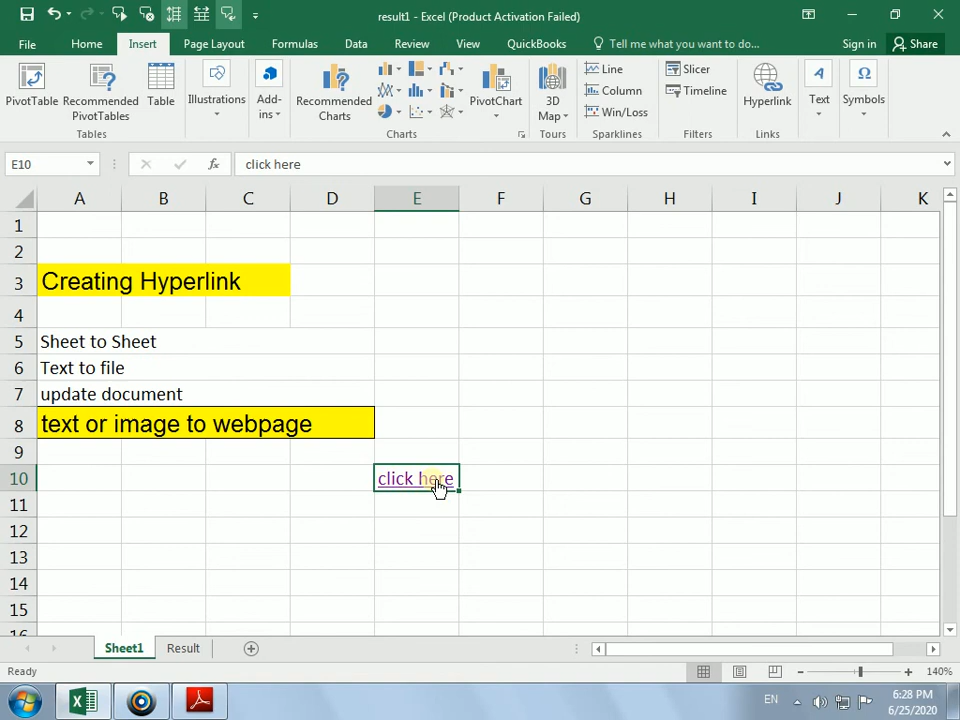 result1 - Excel (Product Activation Failed)
File Home Insert Page Layout Formulas Data Review View QuickBooks Tell me what you want to do... Sign in Share
PivotTable
Recommended PivotTables
Table
Illustrations
Add-ins
Recommended Charts
PivotChart
3D Map
Line
Column
Win/Loss
Slicer
Timeline
Hyperlink
Text
Symbols
Tables Charts Tours Sparklines Filters Links
E10 fx click here
A B C D E F G H I J K
1
2
3 Creating Hyperlink
4
5 Sheet to Sheet
6 Text to file
7 update document
8 text or image to webpage
9
10 click here
11
12
13
14
15
16
Sheet1 Result
Ready 140%
EN 6:28 PM
6/25/2020